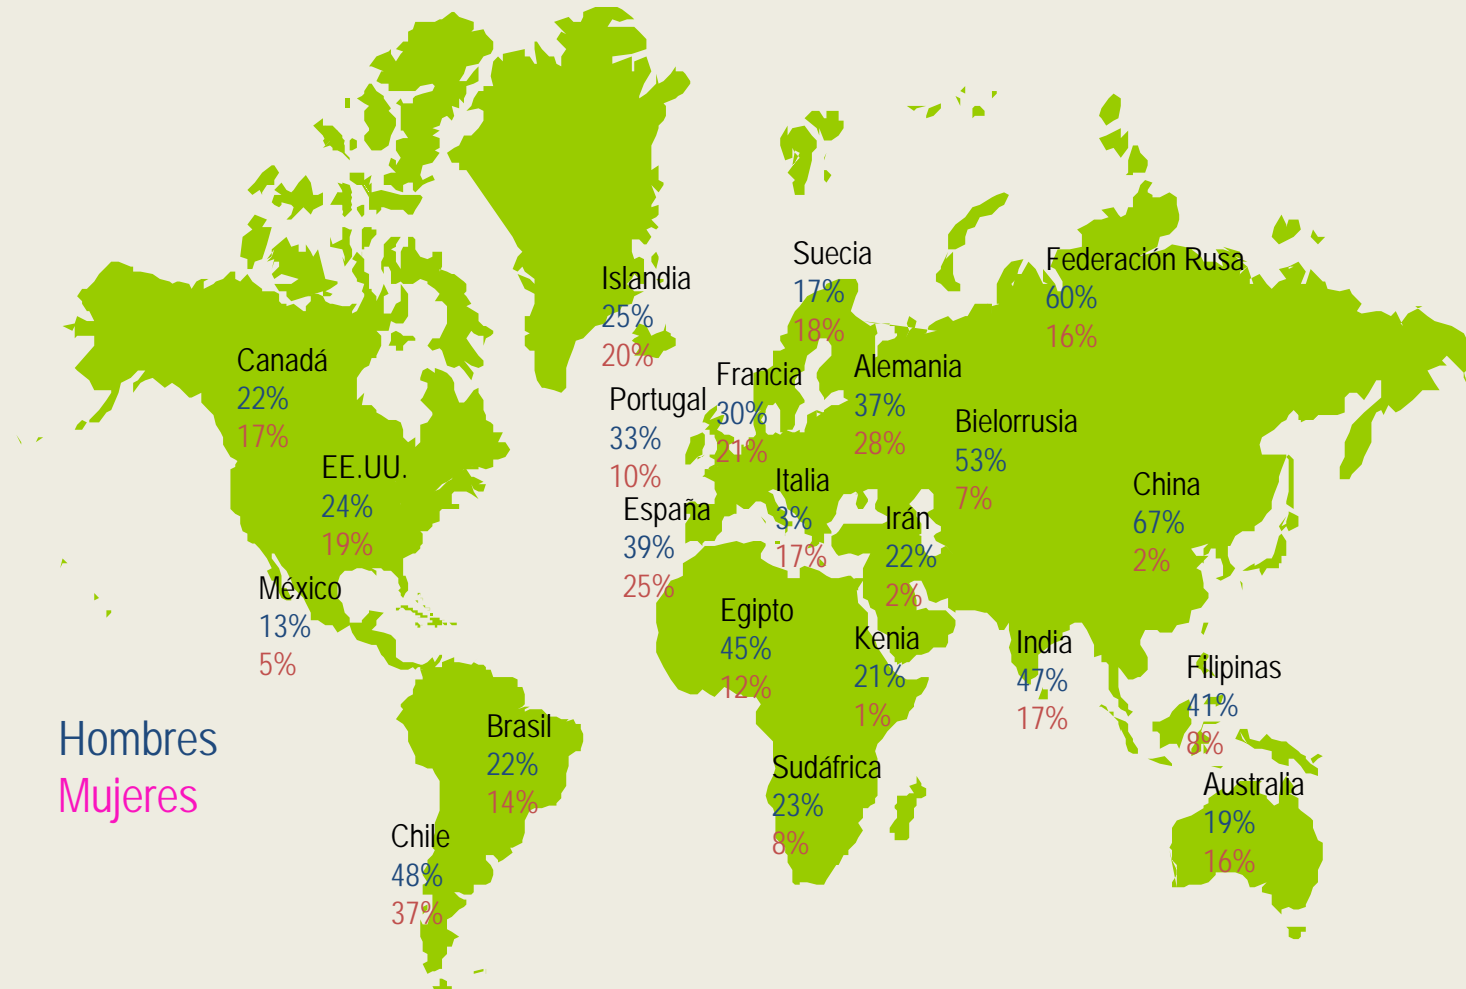 Suecia
17%
18%
Federación Rusa
60%
16%
Islandia
25%
20%
Canadá
22%
17%
Francia
30%
21%
Alemania
37%
28%
Portugal
33%
10%
Bielorrusia
53%
7%
EE.UU.
24%
19%
Italia
3%
17%
China
67%
2%
España
39%
25%
Irán
22%
2%
México
13%
5%
Egipto
45%
12%
Kenia
21%
1%
India
47%
17%
Filipinas
41%
8%
Hombres
Mujeres
Brasil
22%
14%
Sudáfrica
23%
8%
Australia
19%
16%
Chile
48%
37%